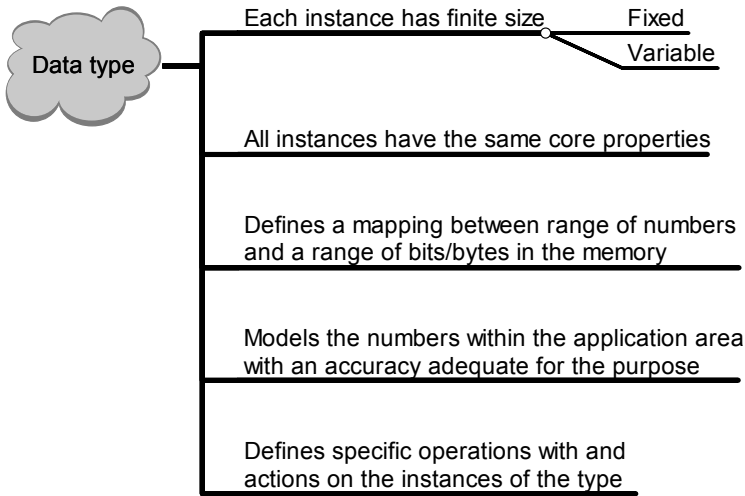 Data type
Each instance has finite size
Fixed
Variable
All instances have the same core properties
Defines a mapping between range of numbers
and a range of bits/bytes in the memory
Models the numbers within the application area
with an accuracy adequate for the purpose
Defines specific operations with and
actions on the instances of the type